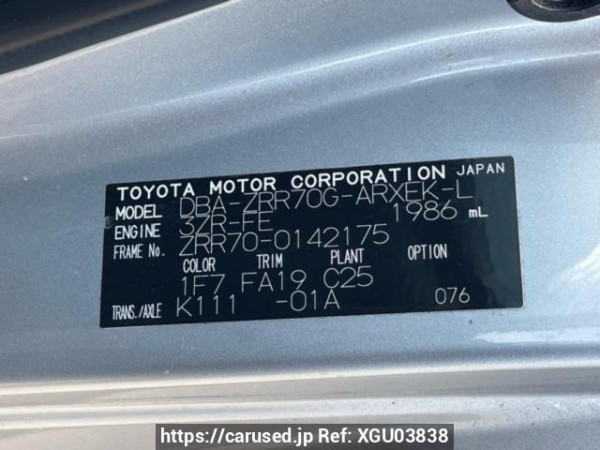 TOYOTA MOTOR CORPORATION JAPAN
MODEL DBA-ZRR70G-ARXEK-L
ENGINE 3ZR-FE 1986 mL
FRAME No. ZRR70-0142175
COLOR TRIM PLANT OPTION
1F7 FA19 C25
TRANS./AXLE K111 -01A 076
https://carused.jp Ref: XGU03838